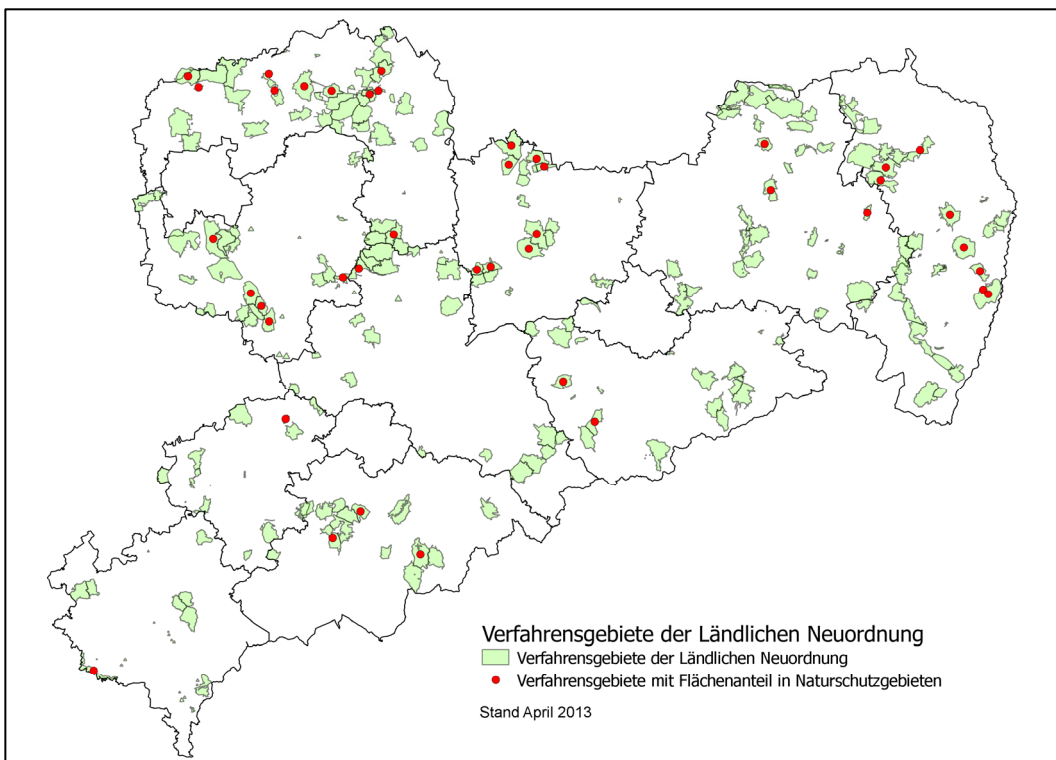 Verfahrensgebiete der Ländlichen Neuordnung
Verfahrensgebiete der Ländlichen Neuordnung
Verfahrensgebiete mit Flächenanteil in Naturschutzgebieten
Stand April 2013